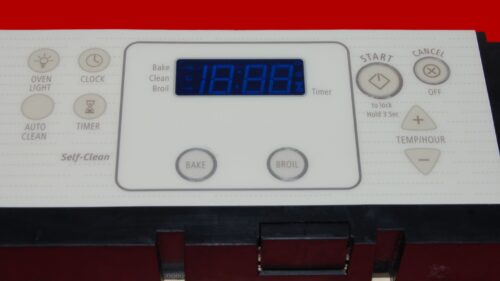 OVEN
LIGHT
CLOCK
AUTO
CLEAN
TIMER
Self-Clean
Bake
Clean
Broil
18:88
Timer
BAKE
BROIL
START
to lock
Hold 3 Sec
CANCEL
OFF
+
TEMP/HOUR
−